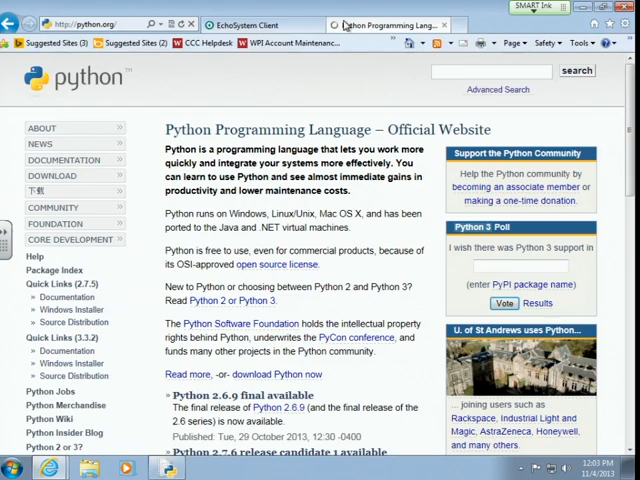 SMART Ink
http://python.org/
EchoSystem Client
Python Programming Lang...
Suggested Sites (3)
Suggested Sites (2)
CCC Helpdesk
WPI Account Maintenanc...
Page
Safety
Tools
python™
search
Advanced Search
ABOUT
NEWS
DOCUMENTATION
DOWNLOAD
下载
COMMUNITY
FOUNDATION
CORE DEVELOPMENT
Help
Package Index
Quick Links (2.7.5)
Documentation
Windows Installer
Source Distribution
Quick Links (3.3.2)
Documentation
Windows Installer
Source Distribution
Python Jobs
Python Merchandise
Python Wiki
Python Insider Blog
Python 2 or 3?
Python Programming Language – Official Website
Python is a programming language that lets you work more
quickly and integrate your systems more effectively. You
can learn to use Python and see almost immediate gains in
productivity and lower maintenance costs.
Python runs on Windows, Linux/Unix, Mac OS X, and has been
ported to the Java and .NET virtual machines.
Python is free to use, even for commercial products, because of
its OSI-approved open source license.
New to Python or choosing between Python 2 and Python 3?
Read Python 2 or Python 3.
The Python Software Foundation holds the intellectual property
rights behind Python, underwrites the PyCon conference, and
funds many other projects in the Python community.
Read more, -or- download Python now
Python 2.6.9 final available
The final release of Python 2.6.9 (and the final release of the
2.6 series) is now available.
Published: Tue, 29 October 2013, 12:30 -0400
Python 2.7.6 release candidate 1 available
Support the Python Community
Help the Python community by
becoming an associate member or
making a one-time donation.
Python 3 Poll
I wish there was Python 3 support in
(enter PyPI package name)
Vote Results
U. of St Andrews uses Python...
... joining users such as
Rackspace, Industrial Light and
Magic, AstraZeneca, Honeywell,
and many others.
12:03 PM
11/4/2013